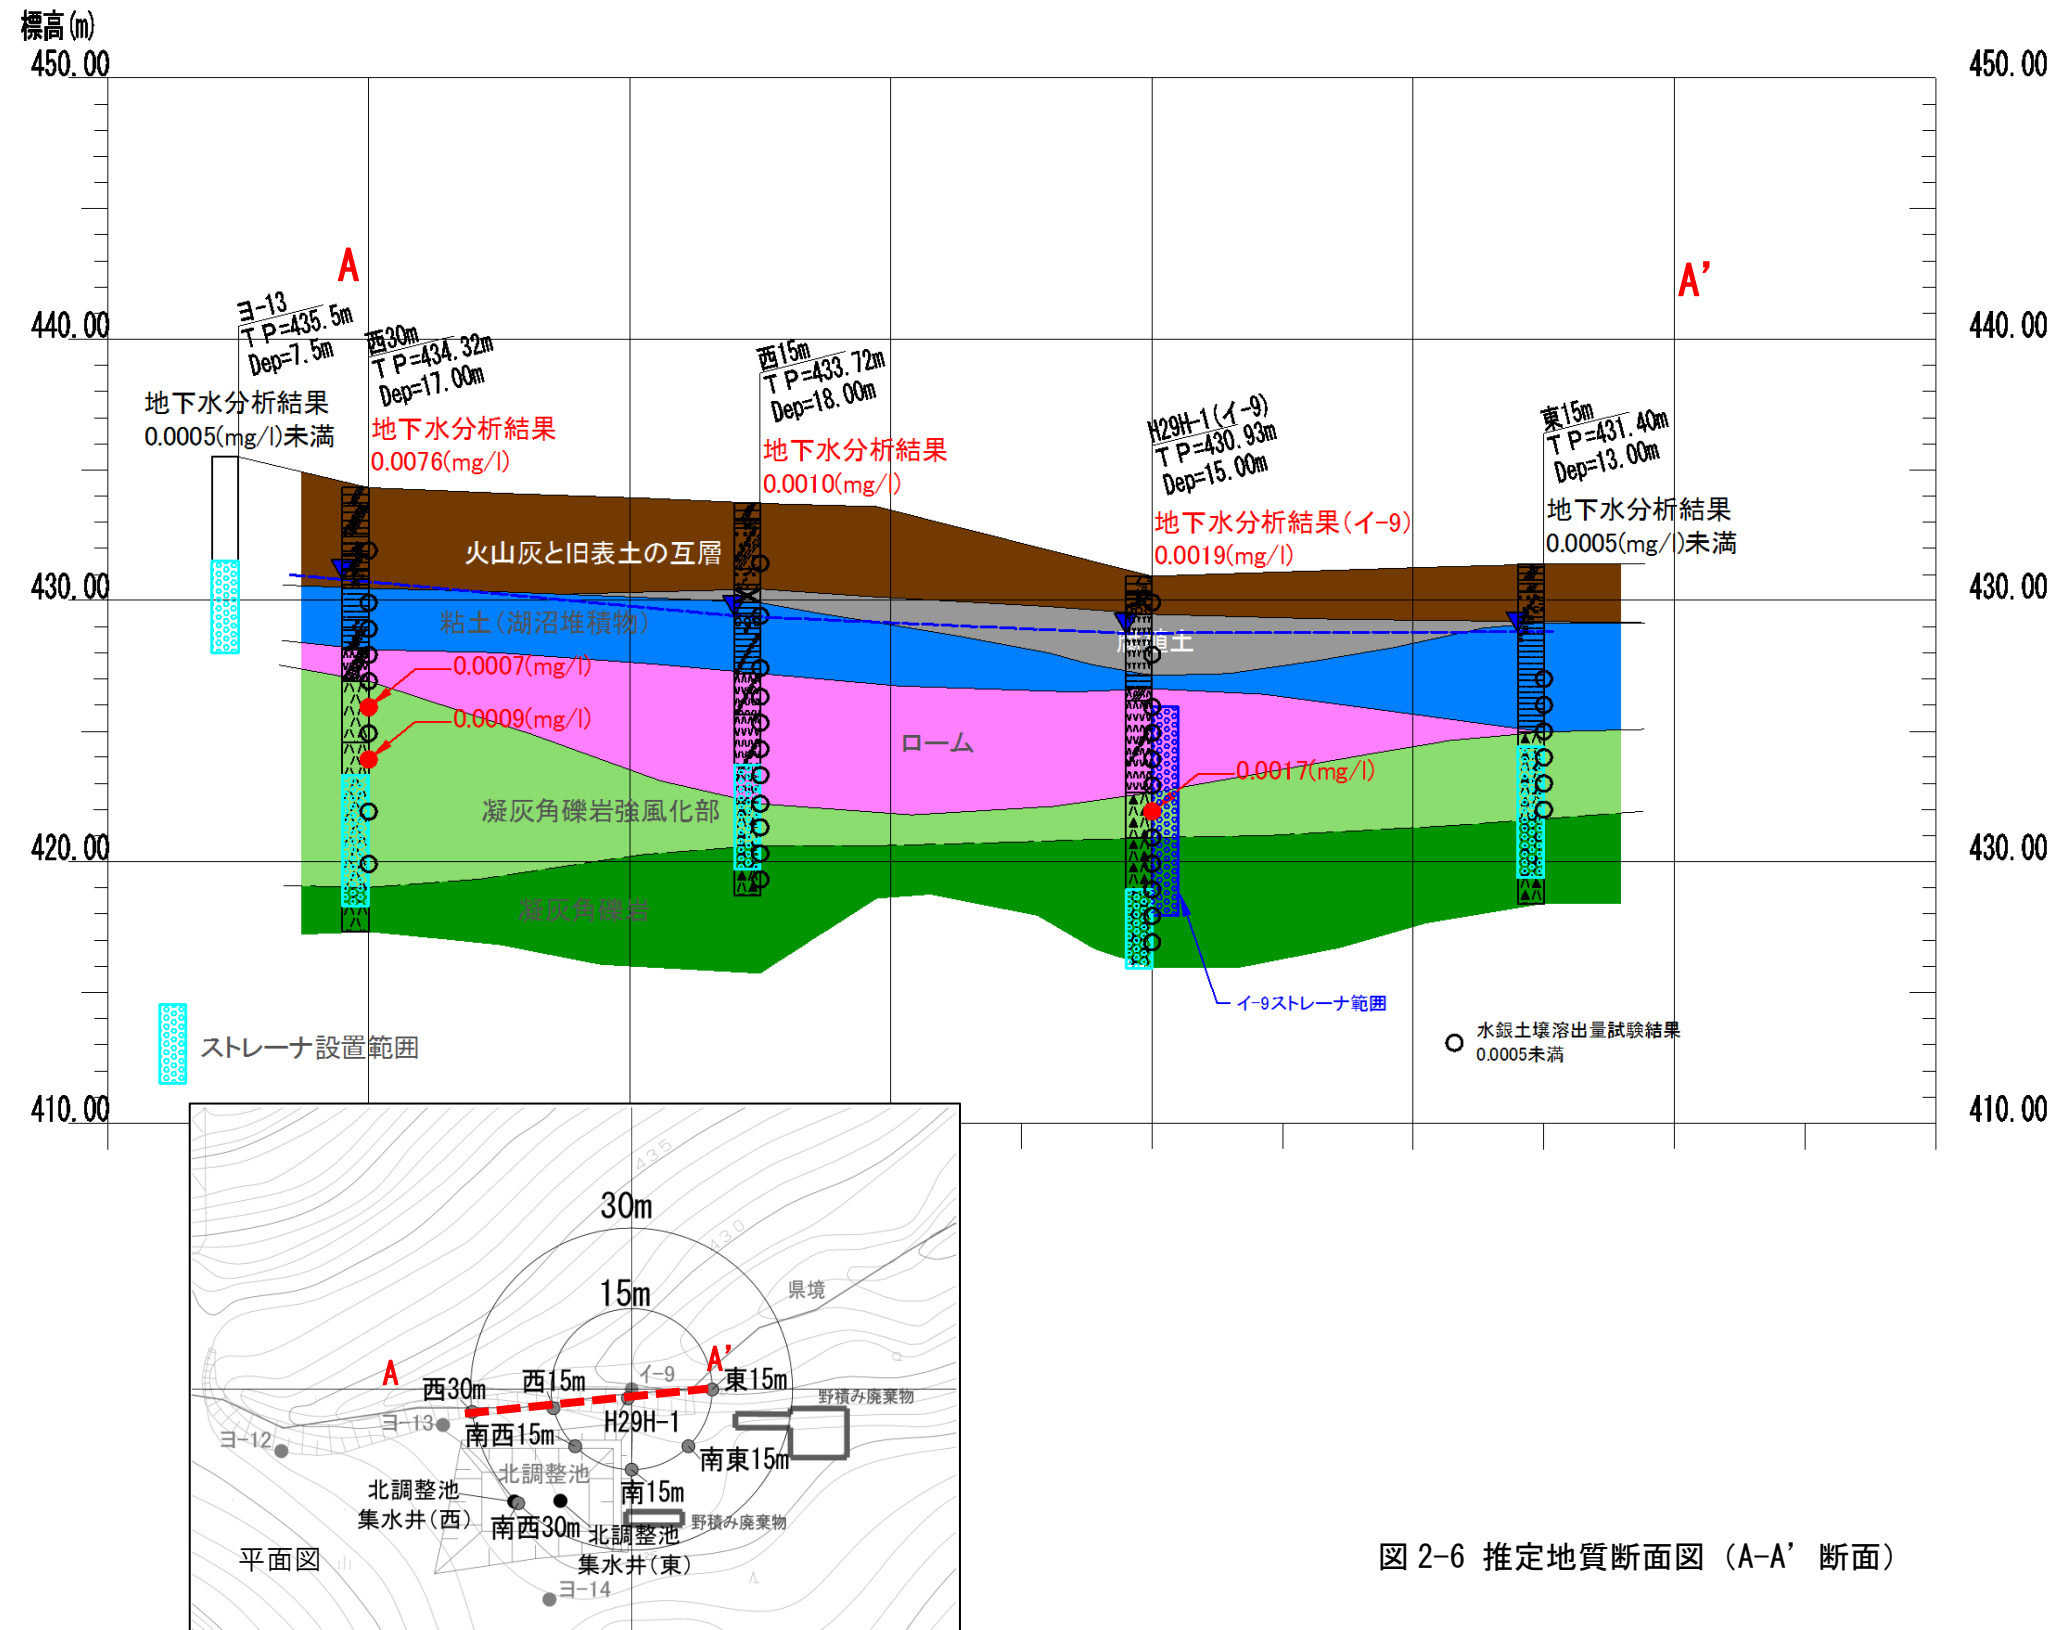 標高(m)
450.00
450.00
440.00
440.00
430.00
430.00
420.00
430.00
410.00
410.00
A
A’
ヨ-13
ＴＰ=435.5m
Dep=7.5m
地下水分析結果
0.0005(mg/l)未満
西30m
ＴＰ=434.32m
Dep=17.00m
地下水分析結果
0.0076(mg/l)
西15m
ＴＰ=433.72m
Dep=18.00m
地下水分析結果
0.0010(mg/l)
H29H-1(イ-9)
ＴＰ=430.93m
Dep=15.00m
地下水分析結果(イ-9)
0.0019(mg/l)
東15m
ＴＰ=431.40m
Dep=13.00m
地下水分析結果
0.0005(mg/l)未満
火山灰と旧表土の互層
粘土(湖沼堆積物)
0.0007(mg/l)
0.0009(mg/l)
ローム
0.0017(mg/l)
凝灰角礫岩強風化部
凝灰角礫岩
イ-9ストレーナ範囲
ストレーナ設置範囲
水銀土壌溶出量試験結果
0.0005未満
435
430
30m
15m
県境
A
A'
イ-9
西30m
西15m
東15m
野積み廃棄物
ヨ-13
H29H-1
ヨ-12
南西15m
南東15m
北調整池
南15m
北調整池
集水井(西)
南西30m
野積み廃棄物
北調整池
集水井(東)
平面図
ヨ-14
図 2-6 推定地質断面図（A-A’ 断面）